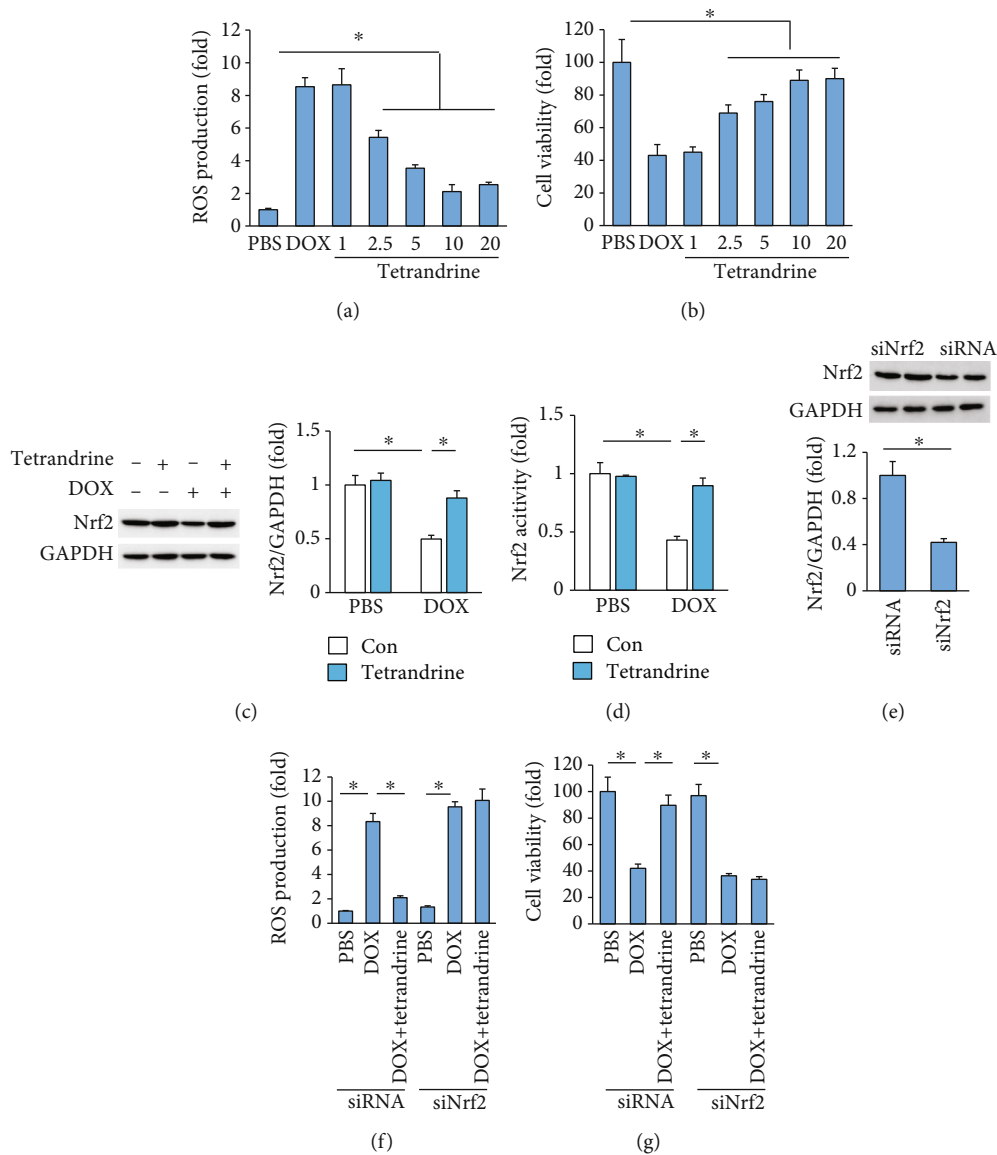 ROS production (fold)
12
10
8
6
4
2
0
*
PBS DOX 1 2.5 5 10 20
Tetrandrine
(a)
Cell viability (fold)
120
100
80
60
40
20
0
*
PBS DOX 1 2.5 5 10 20
Tetrandrine
(b)
Tetrandrine – + – +
DOX – – + +
Nrf2
GAPDH
Nrf2/GAPDH (fold)
1.5
1
0.5
0
* *
PBS DOX
Con
Tetrandrine
(c)
Nrf2 acitivity (fold)
1.5
1
0.5
0
* *
PBS DOX
Con
Tetrandrine
(d)
siNrf2 siRNA
Nrf2
GAPDH
Nrf2/GAPDH (fold)
1.2
0.8
0.4
0
*
siRNA
siNrf2
(e)
ROS production (fold)
12
10
8
6
4
2
0
* * *
PBS
DOX
DOX+tetrandrine
PBS
DOX
DOX+tetrandrine
siRNA siNrf2
(f)
Cell viability (fold)
120
100
80
60
40
20
0
* * *
PBS
DOX
DOX+tetrandrine
PBS
DOX
DOX+tetrandrine
siRNA siNrf2
(g)